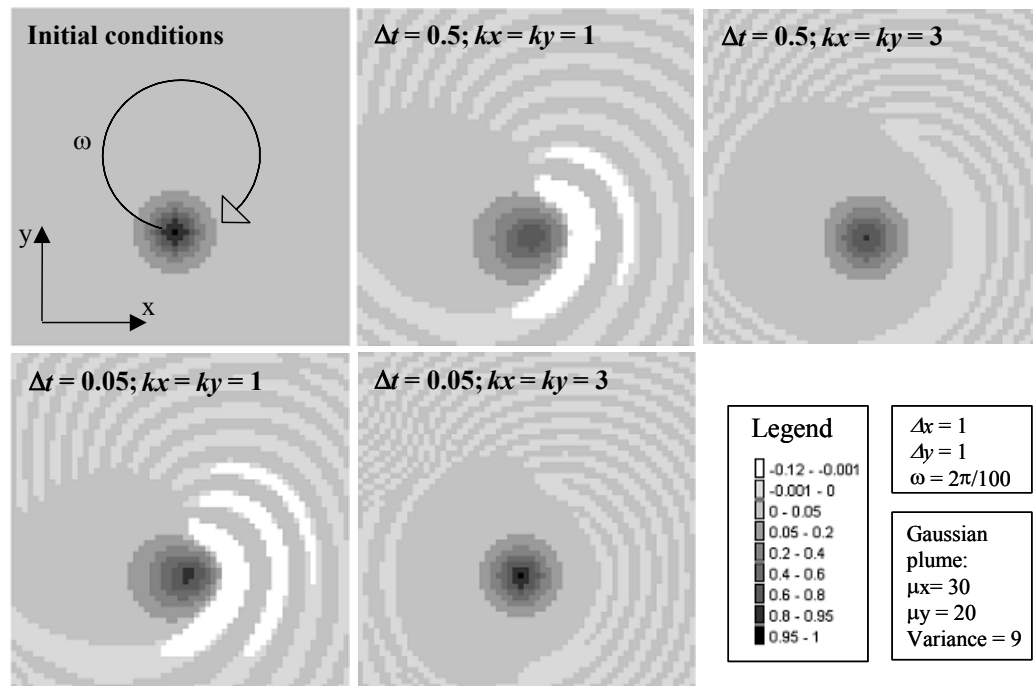 Initial conditions
ω
y
x
Δt = 0.5; kx = ky = 1
Δt = 0.5; kx = ky = 3
Δt = 0.05; kx = ky = 1
Δt = 0.05; kx = ky = 3
Legend
-0.12 - -0.001
-0.001 - 0
0 - 0.05
0.05 - 0.2
0.2 - 0.4
0.4 - 0.6
0.6 - 0.8
0.8 - 0.95
0.95 - 1
Δx = 1
Δy = 1
ω = 2π/100
Gaussian
plume:
μx= 30
μy = 20
Variance = 9